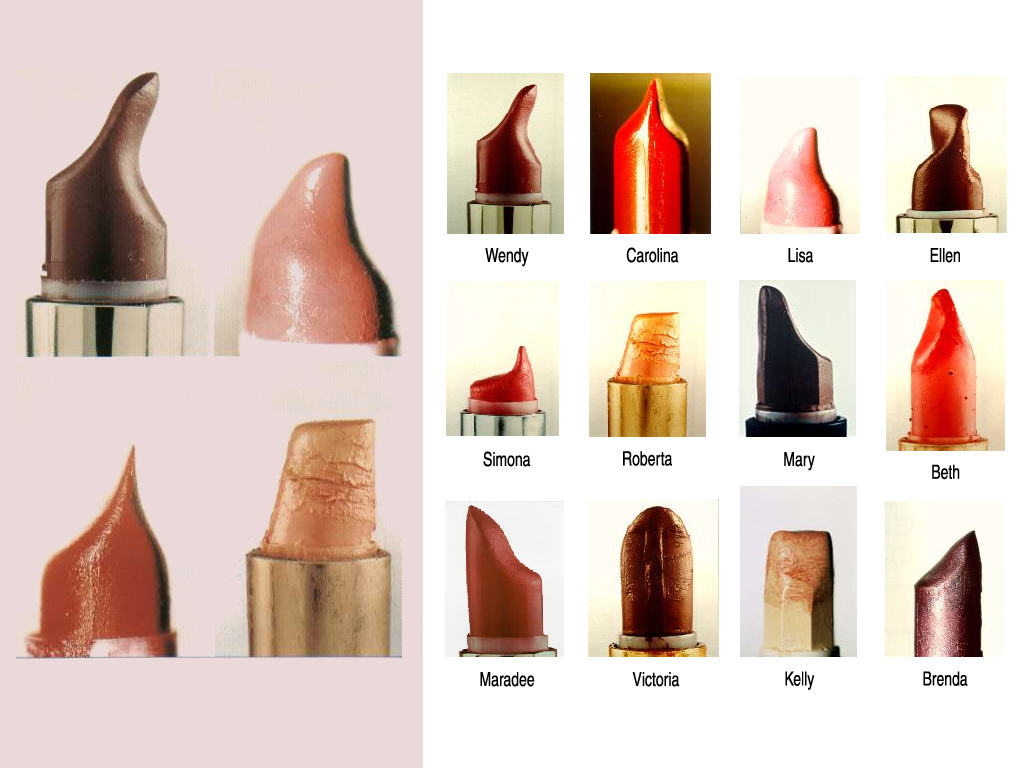 Wendy
Carolina
Lisa
Ellen
Simona
Roberta
Mary
Beth
Maradee
Victoria
Kelly
Brenda